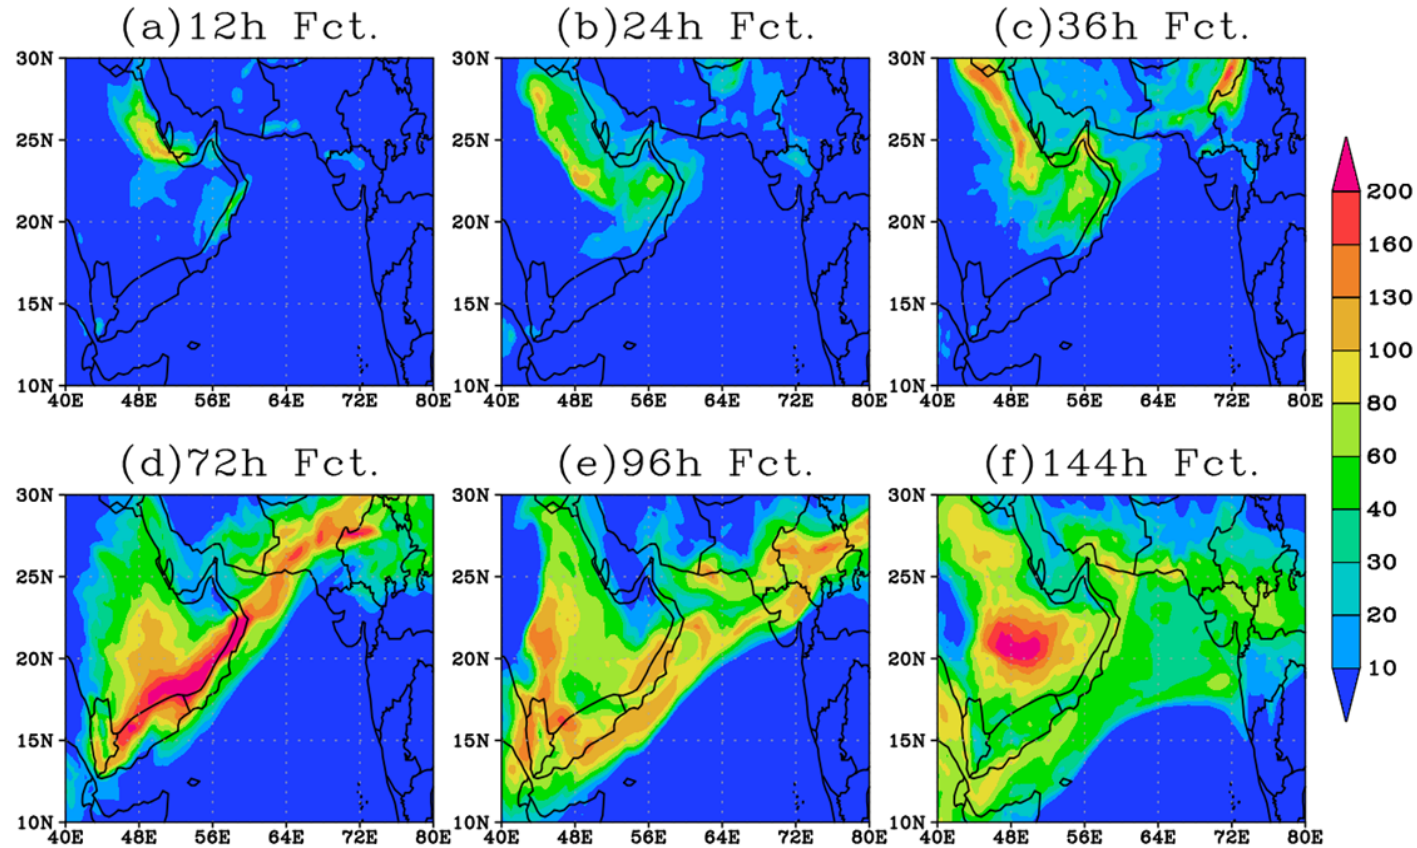 (a)12h Fct.
(b)24h Fct.
(c)36h Fct.
30N
25N
20N
15N
10N
40E 48E 56E 64E 72E 80E
30N
25N
20N
15N
10N
40E 48E 56E 64E 72E 80E
30N
25N
20N
15N
10N
40E 48E 56E 64E 72E 80E
(d)72h Fct.
(e)96h Fct.
(f)144h Fct.
30N
25N
20N
15N
10N
40E 48E 56E 64E 72E 80E
30N
25N
20N
15N
10N
40E 48E 56E 64E 72E 80E
30N
25N
20N
15N
10N
40E 48E 56E 64E 72E 80E
200
160
130
100
80
60
40
30
20
10